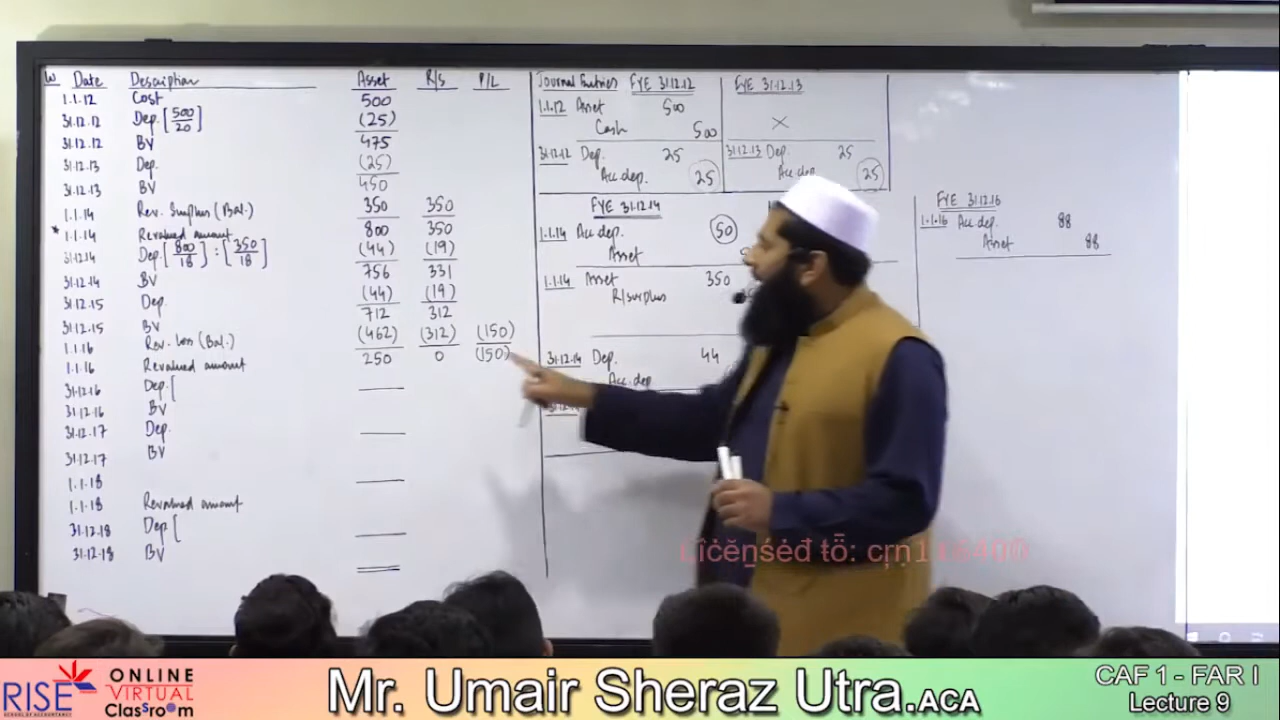 W Date Description Asset R/s P/L
1.1.12 Cost 500
31.12.12 Dep. [500/20] (25)
31.12.12 BV 475
31.12.13 Dep. (25)
31.12.13 BV 450
1.1.14 Rev. Surplus (Bal.) 350 350
* 1.1.14 Revalued amount 800 350
31.12.14 Dep. [800/18] : [350/18] (44) (19)
31.12.14 BV 756 331
31.12.15 Dep. (44) (19)
31.12.15 BV 712 312
1.1.16 Rev. Loss (Bal.) (462) (312) (150)
1.1.16 Revalued amount 250 0 (150)
31.12.16 Dep [
31.12.16 BV
31.12.17 Dep.
31.12.17 BV
1.1.18
1.1.18 Revalued amount
31.12.18 Dep [
31.12.18 BV
Journal Entries FYE 31.12.12
1.1.12 Asset 500
Cash 500
31.12.12 Dep. 25
Acc. dep. 25
FYE 31.12.13
X
31.12.13 Dep. 25
Acc. dep. 25
FYE 31.12.14
1.1.14 Acc. dep. 50
Asset
1.1.14 Asset 350
R/surplus
31.12.14 Dep. 44
Acc. dep
FYE 31.12.16
1.1.16 Acc. dep. 88
Asset 88
RISE
SCHOOL OF ACCOUNTANCY
ONLINE
VIRTUAL
Classroom
Mr. Umair Sheraz Utra.ACA
CAF 1 - FAR I
Lecture 9